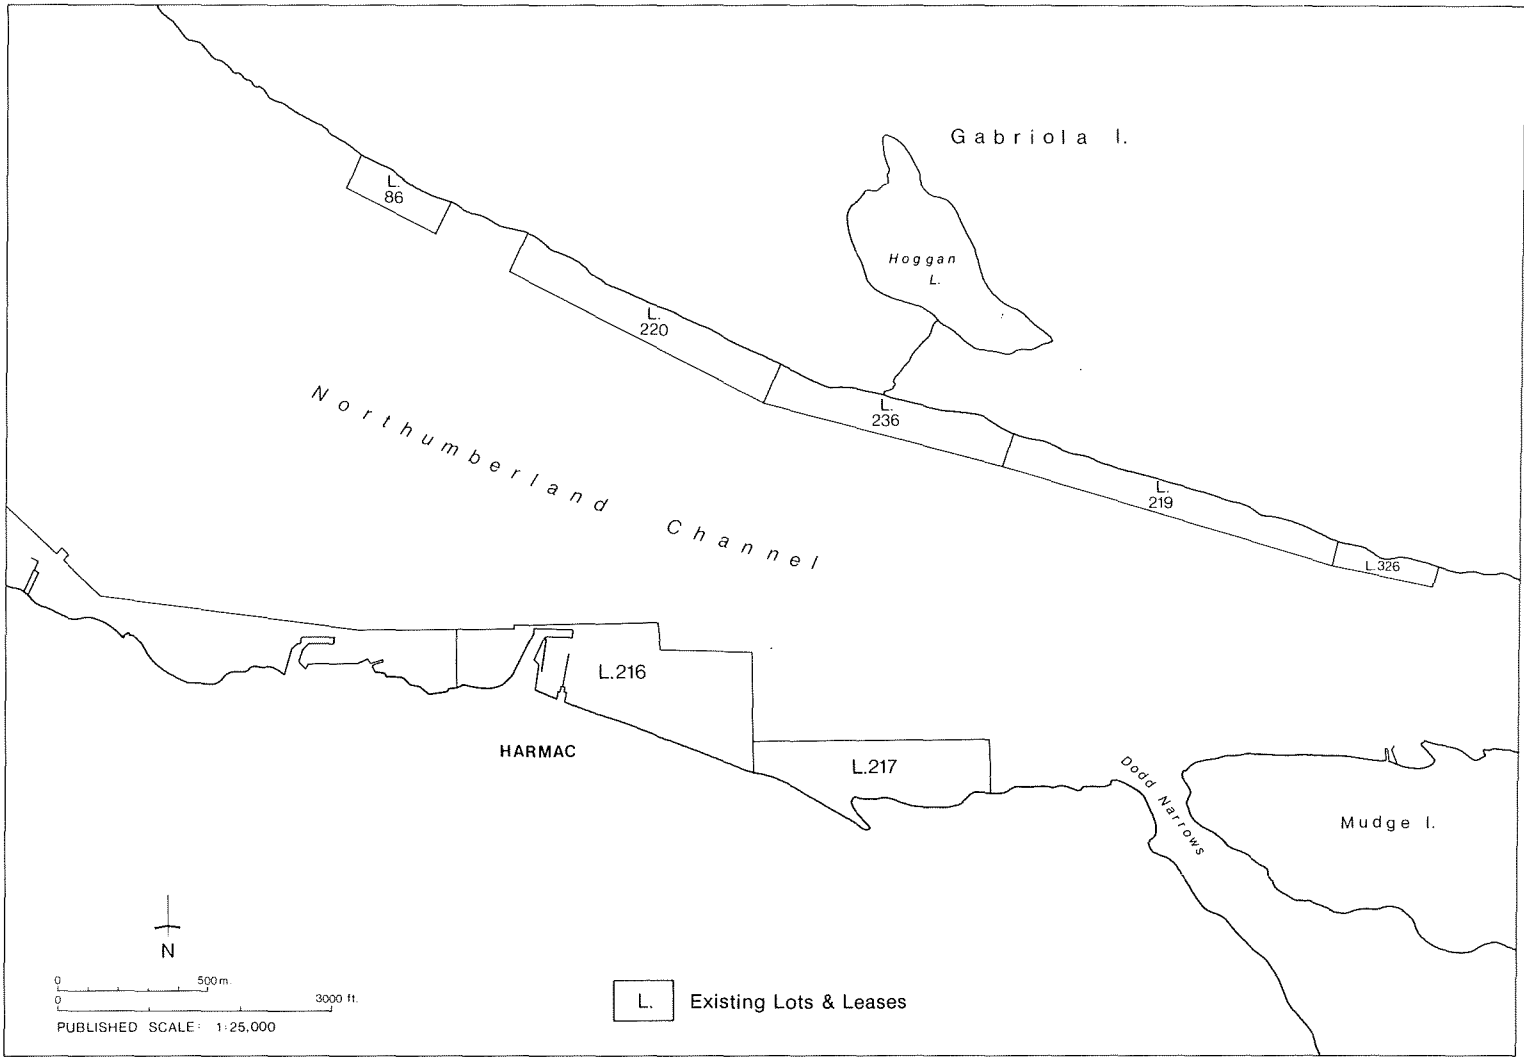 Gabriola I.
L.
86
Hoggan
L.
L.
220
L.
236
Northumberland Channel
L.
219
L.326
L.216
HARMAC
L.217
Dodd Narrows
Mudge I.
N
0 500m.
0 3000 ft.
PUBLISHED SCALE: 1:25,000
L. Existing Lots & Leases